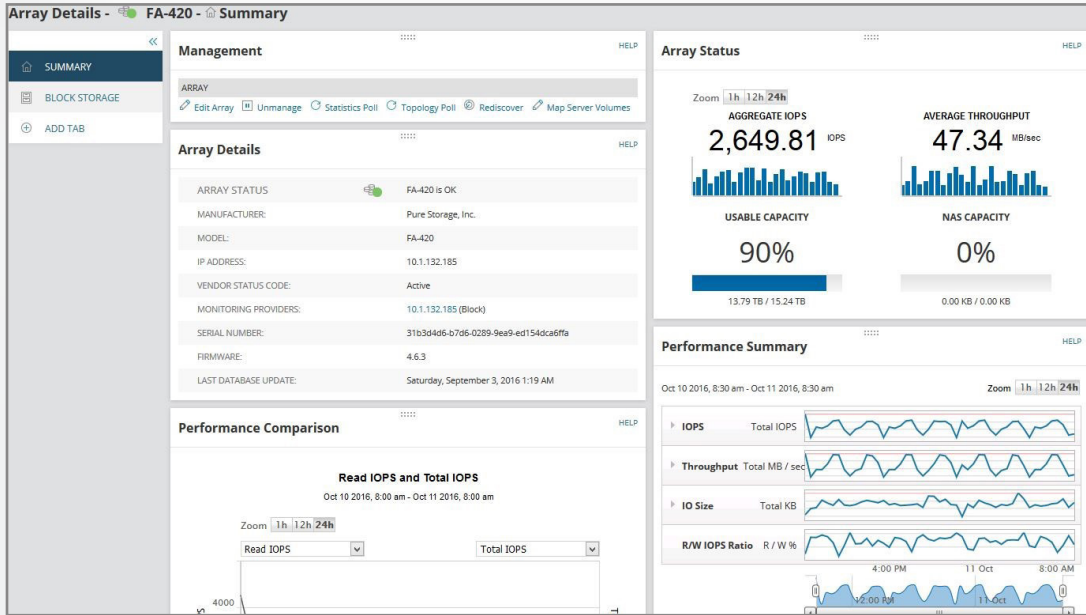 Array Details - FA-420 - Summary
SUMMARY
BLOCK STORAGE
ADD TAB
Management
HELP
ARRAY
Edit Array Unmanage Statistics Poll Topology Poll Rediscover Map Server Volumes
Array Details
HELP
ARRAY STATUS FA-420 is OK
MANUFACTURER: Pure Storage, Inc.
MODEL: FA-420
IP ADDRESS: 10.1.132.185
VENDOR STATUS CODE: Active
MONITORING PROVIDERS: 10.1.132.185 (Block)
SERIAL NUMBER: 31b3d4d6-b7d6-0289-9ea9-ed154dca6ffa
FIRMWARE: 4.6.3
LAST DATABASE UPDATE: Saturday, September 3, 2016 1:19 AM
Performance Comparison
HELP
Read IOPS and Total IOPS
Oct 10 2016, 8:00 am - Oct 11 2016, 8:00 am
Zoom 1h 12h 24h
Read IOPS Total IOPS
4000
Array Status
HELP
Zoom 1h 12h 24h
AGGREGATE IOPS
2,649.81 IOPS
AVERAGE THROUGHPUT
47.34 MB/sec
USABLE CAPACITY
90%
13.79 TB / 15.24 TB
NAS CAPACITY
0%
0.00 KB / 0.00 KB
Performance Summary
HELP
Oct 10 2016, 8:30 am - Oct 11 2016, 8:30 am
Zoom 1h 12h 24h
IOPS Total IOPS
Throughput Total MB / sec
IO Size Total KB
R/W IOPS Ratio R / W %
4:00 PM 11 Oct 8:00 AM
12:00 PM 11 Oct